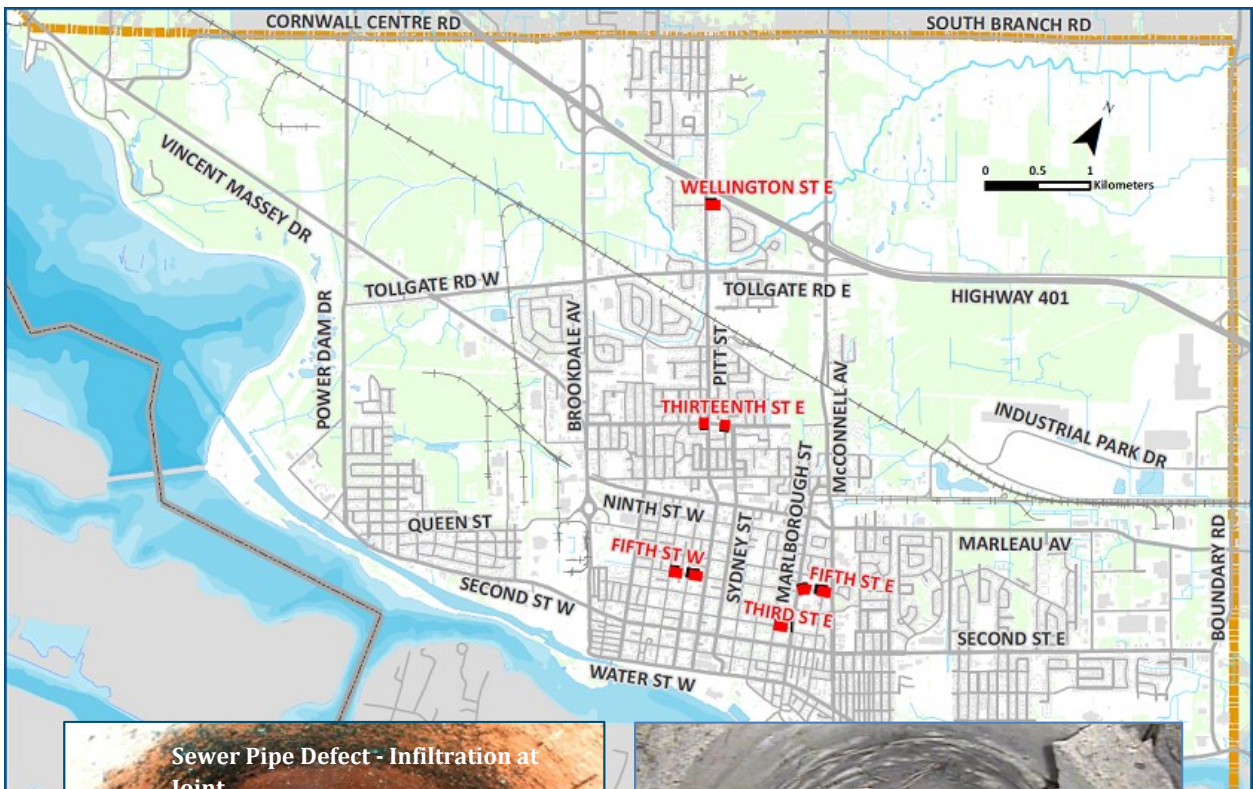 CORNWALL CENTRE RD
SOUTH BRANCH RD
N
0 0.5 1
Kilometers
VINCENT MASSEY DR
WELLINGTON ST E
TOLLGATE RD W
TOLLGATE RD E
HIGHWAY 401
POWER DAM DR
BROOKDALE AV
PITT ST
McCONNELL AV
THIRTEENTH ST E
INDUSTRIAL PARK DR
MARLBOROUGH ST
NINTH ST W
QUEEN ST
SYDNEY ST
MARLEAU AV
BOUNDARY RD
FIFTH ST W
FIFTH ST E
SECOND ST W
THIRD ST E
SECOND ST E
WATER ST W
Sewer Pipe Defect - Infiltration at
Joint